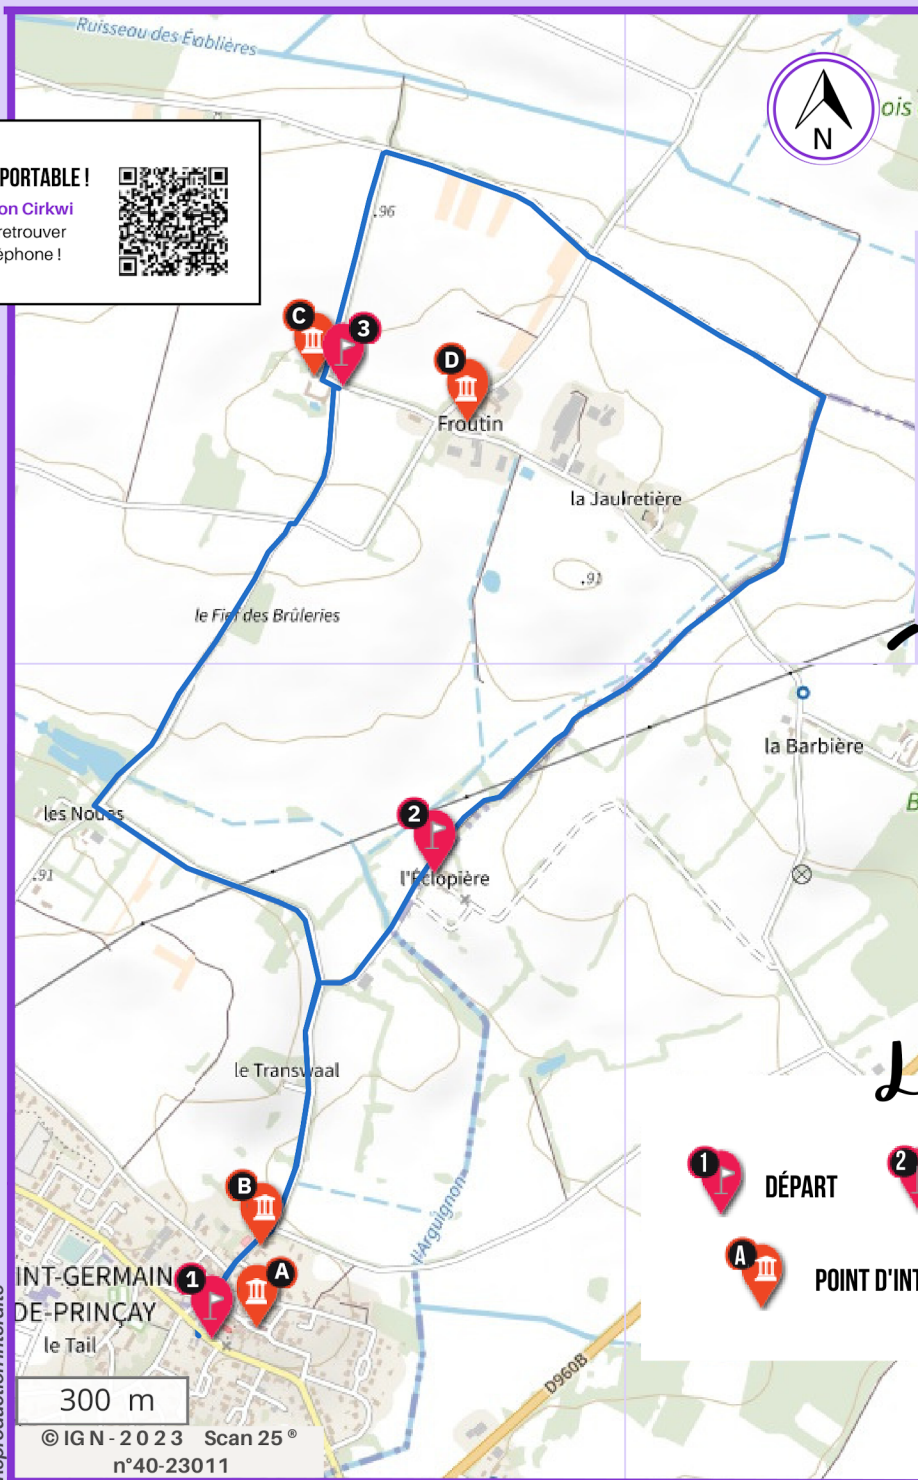 Ruisseau des Établières
ois
N
PORTABLE !
on Cirkwi
retrouver
éphone !
.96
C
3
D
Froutin
la Jaulretière
.91
le Fief des Brûleries
la Barbière
les Noues
2
B
.91
l'Éclopière
le Transwaal
L
1
DÉPART
2
B
l'Arguignon
A
POINT D'INT
INT-GERMAIN
1
A
DE-PRINÇAY
le Tail
D960B
300 m
© IGN - 2023 Scan 25 ®
n°40-23011
Reproduction interdite